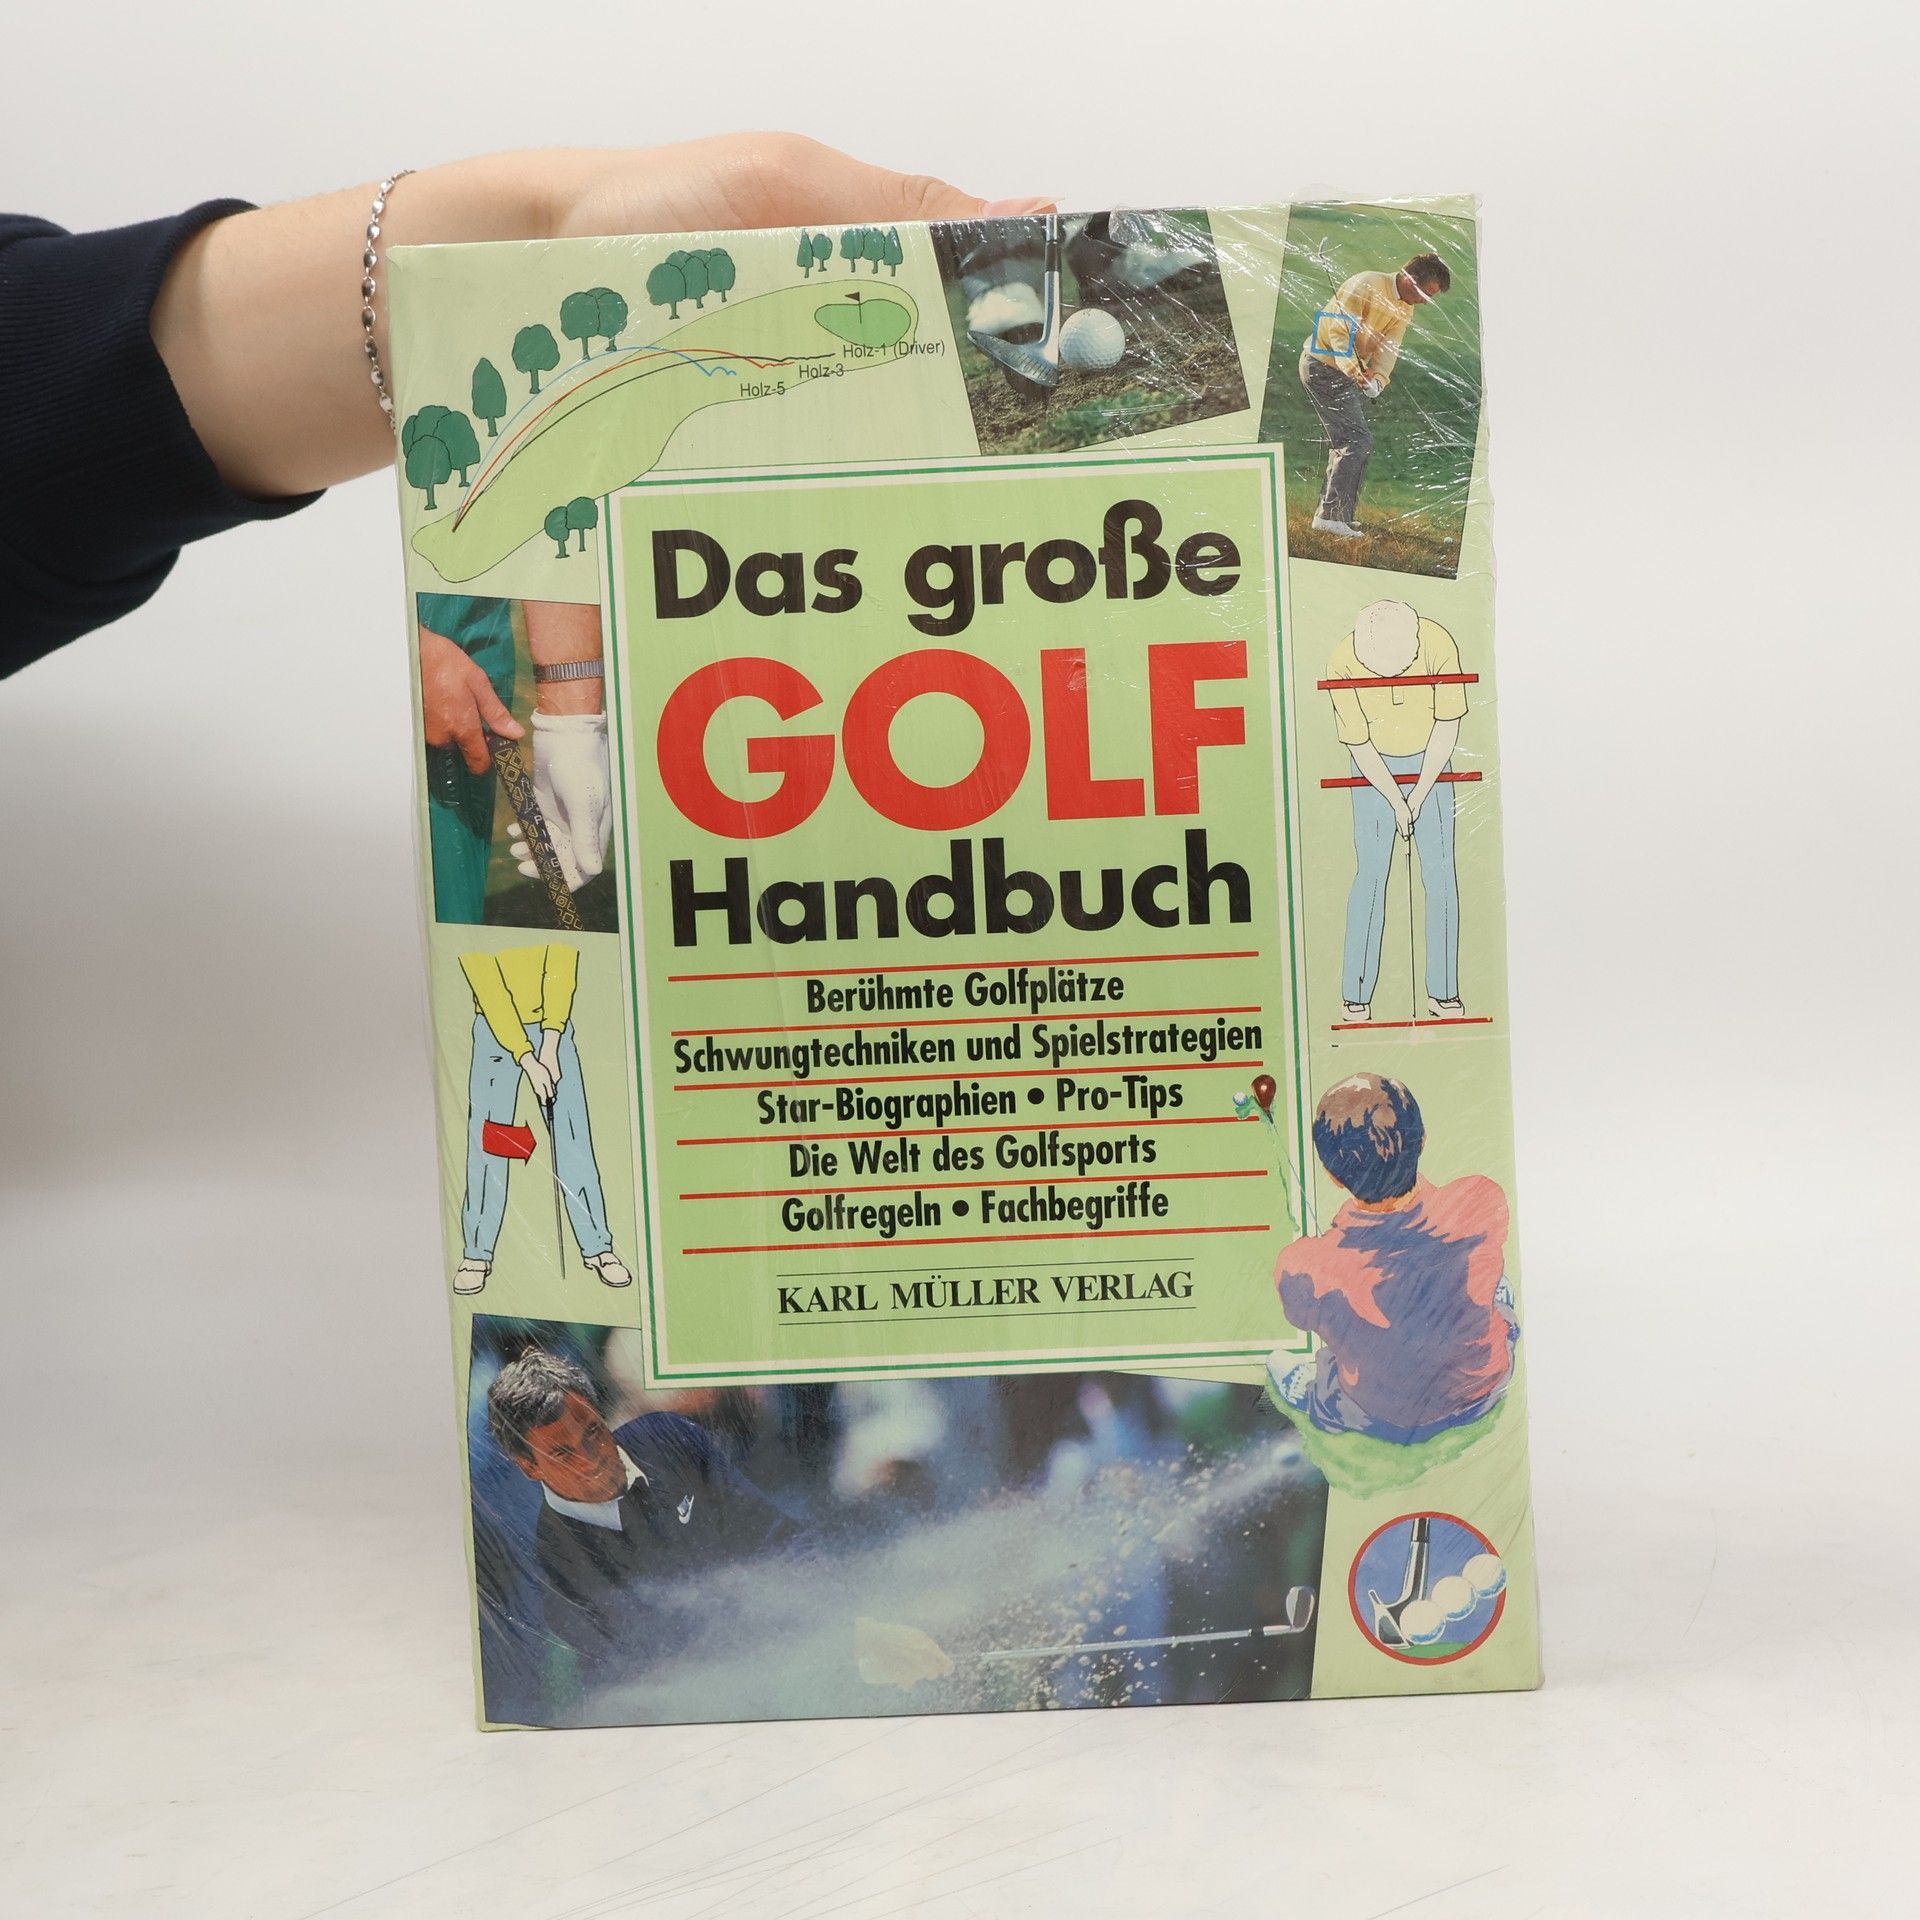 Holz-1 (Driver)
Holz-3
Holz-5
Das große
GOLF
Handbuch
PING
Berühmte Golfplätze
Schwungtechniken und Spielstrategien
Star-Biographien • Pro-Tips
Die Welt des Golfsports
Golfregeln • Fachbegriffe
KARL MÜLLER VERLAG